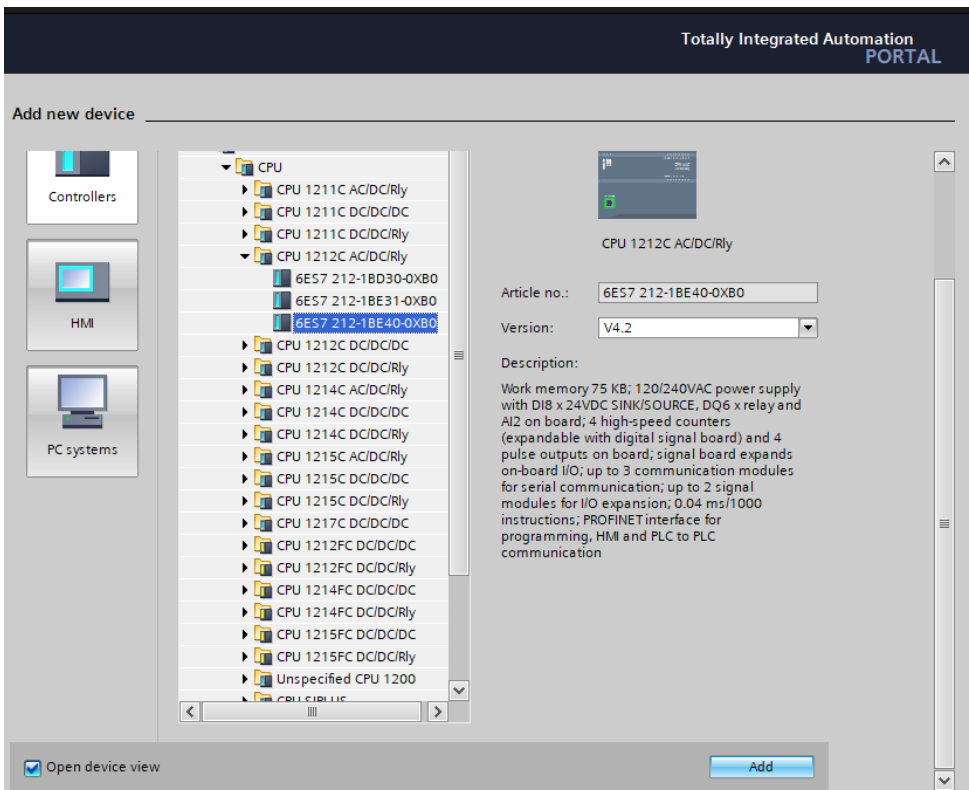 Totally Integrated Automation
PORTAL
Add new device
Controllers
HMI
PC systems
CPU
CPU 1211C AC/DC/Rly
CPU 1211C DC/DC/DC
CPU 1211C DC/DC/Rly
CPU 1212C AC/DC/Rly
6ES7 212-1BD30-0XB0
6ES7 212-1BE31-0XB0
6ES7 212-1BE40-0XB0
CPU 1212C DC/DC/DC
CPU 1212C DC/DC/Rly
CPU 1214C AC/DC/Rly
CPU 1214C DC/DC/DC
CPU 1214C DC/DC/Rly
CPU 1215C AC/DC/Rly
CPU 1215C DC/DC/DC
CPU 1215C DC/DC/Rly
CPU 1217C DC/DC/DC
CPU 1212FC DC/DC/DC
CPU 1212FC DC/DC/Rly
CPU 1214FC DC/DC/DC
CPU 1214FC DC/DC/Rly
CPU 1215FC DC/DC/DC
CPU 1215FC DC/DC/Rly
Unspecified CPU 1200
CPU SIPLUS
CPU 1212C AC/DC/Rly
Article no.: 6ES7 212-1BE40-0XB0
Version: V4.2
Description:
Work memory 75 KB; 120/240VAC power supply
with DI8 x 24VDC SINK/SOURCE, DQ6 x relay and
AI2 on board; 4 high-speed counters
(expandable with digital signal board) and 4
pulse outputs on board; signal board expands
on-board I/O; up to 3 communication modules
for serial communication; up to 2 signal
modules for I/O expansion; 0.04 ms/1000
instructions; PROFINET interface for
programming, HMI and PLC to PLC
communication
Open device view
Add